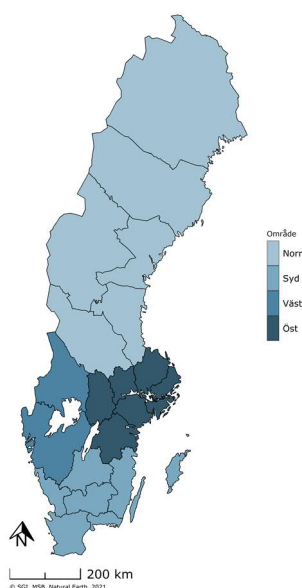 Område
Norr
Syd
Väst
Öst
N
200 km
© SGI, MSB, Natural Earth, 2021